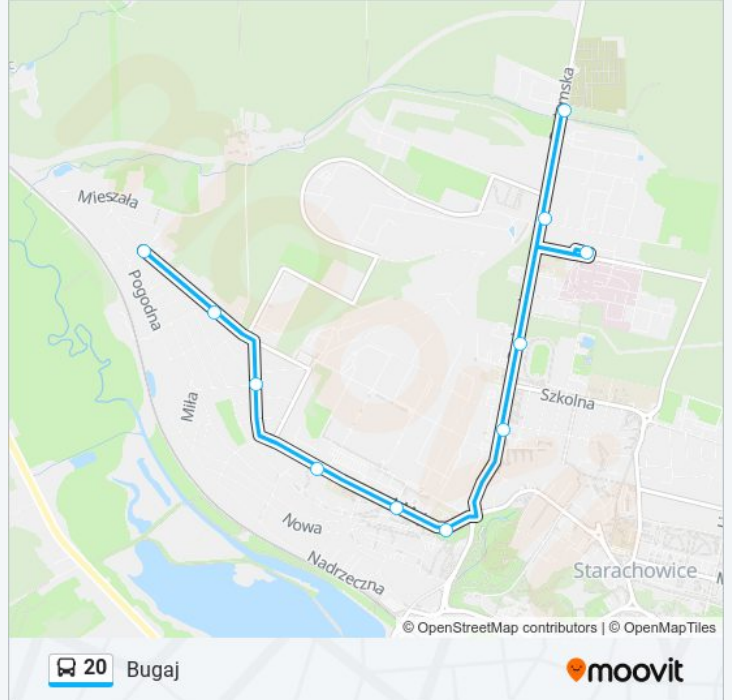 Mieszała
Pogodna
Miła
Szkolna
Nowa
Nadrzeczna
Starachowice
© OpenStreetMap contributors | © OpenMapTiles
20 Bugaj
moovit